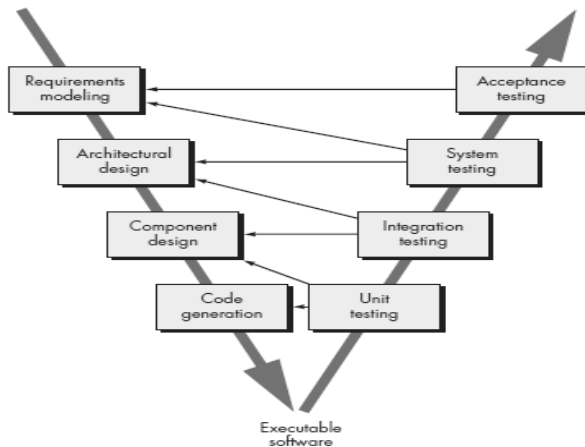 Requirements
modeling
Acceptance
testing
Architectural
design
System
testing
Component
design
Integration
testing
Code
generation
Unit
testing
Executable
software